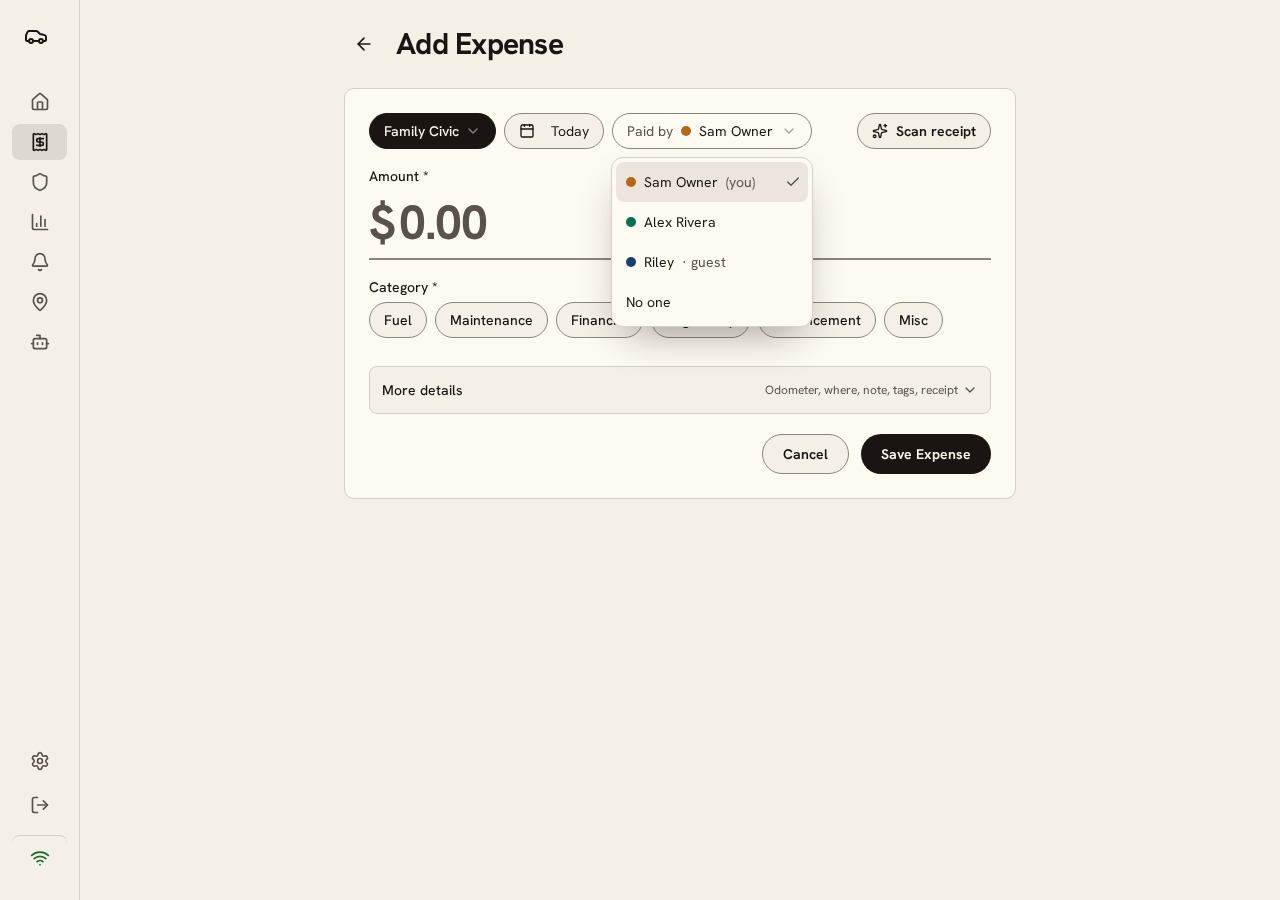 Add Expense
Family Civic
Today
Paid by Sam Owner
Scan receipt
Amount *
Sam Owner (you)
Alex Rivera
$0.00
Riley · guest
Category *
No one
Fuel
Maintenance
Misc
More details
Odometer, where, note, tags, receipt
Cancel
Save Expense